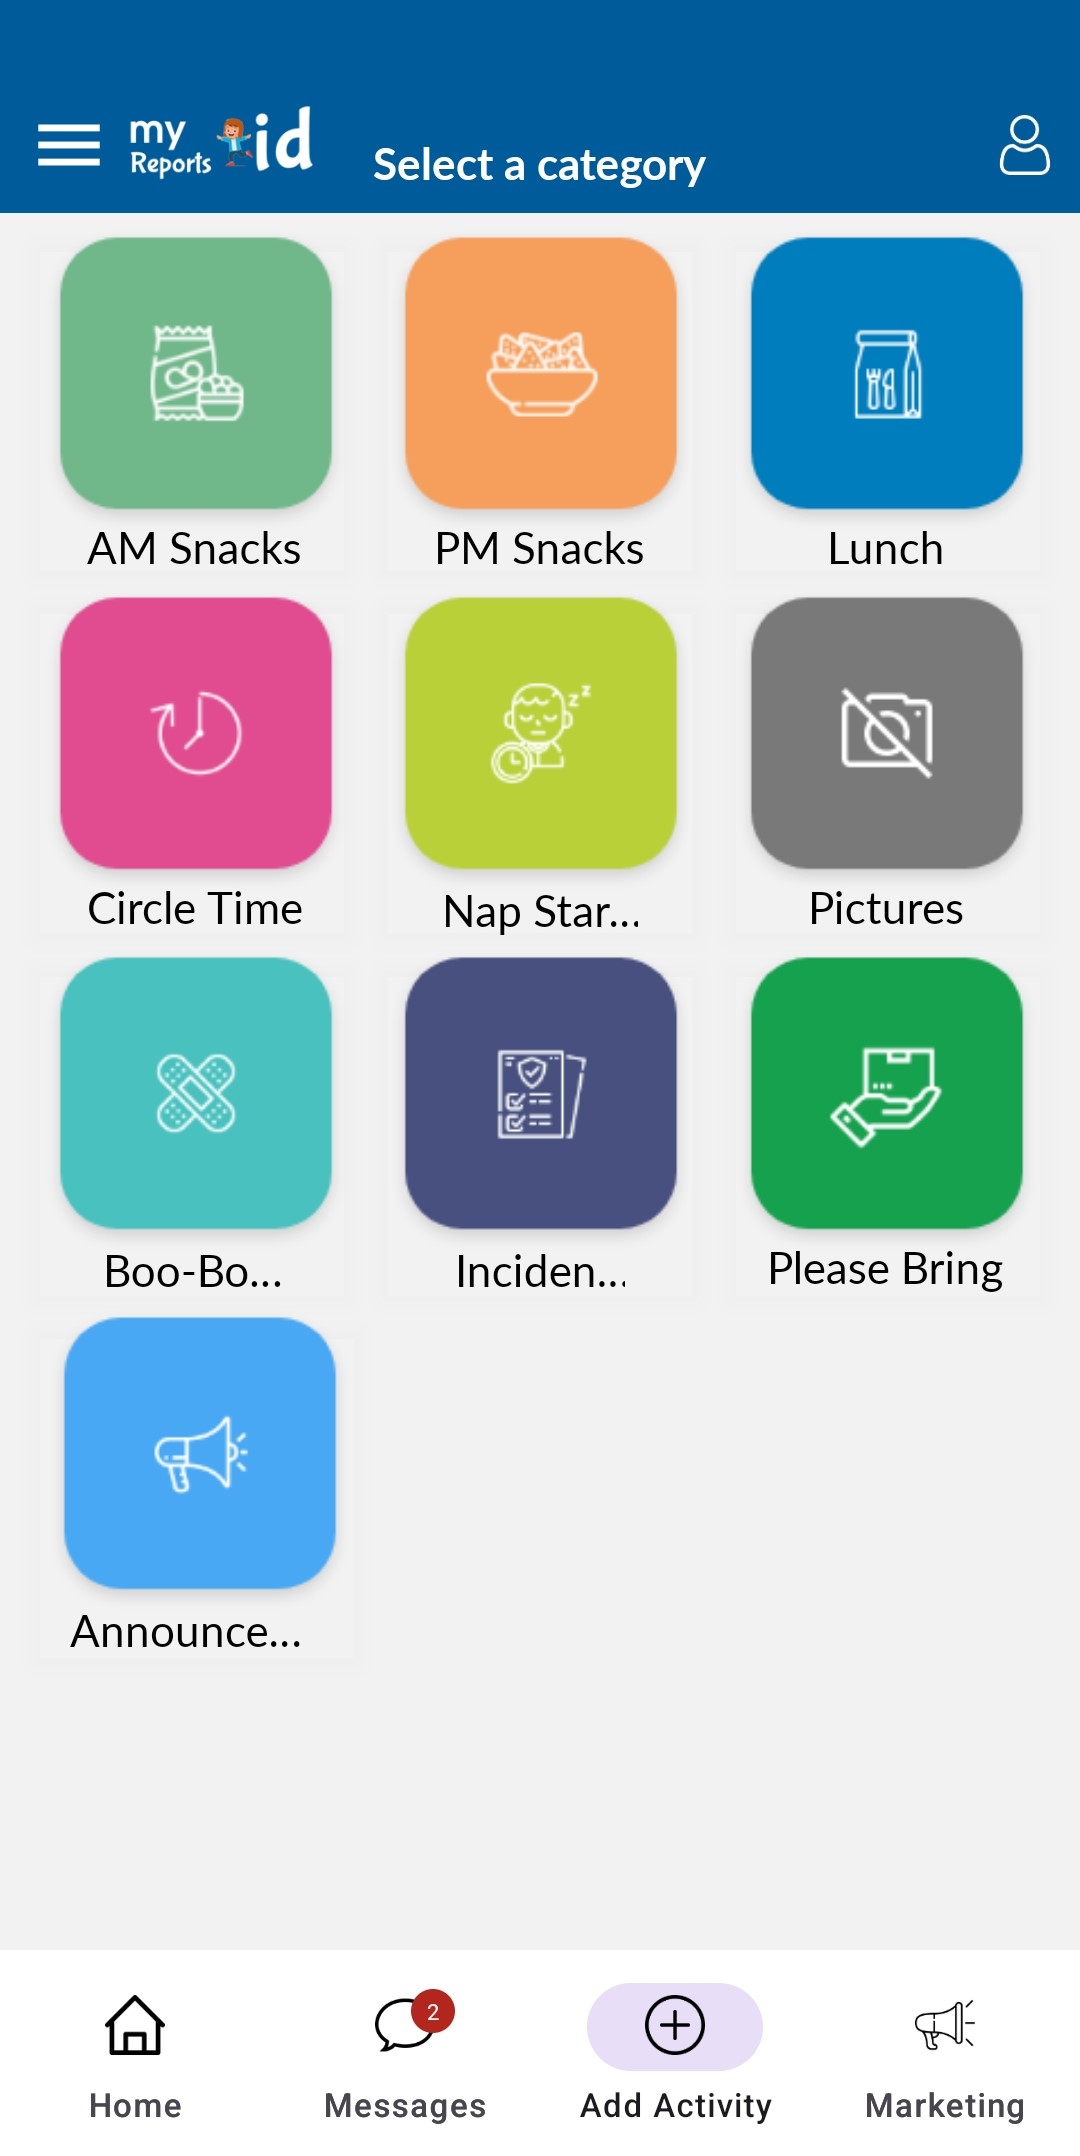 my
Reports
id
Select a category
AM Snacks
PM Snacks
Lunch
Circle Time
Nap Star...
Pictures
Boo-Bo...
Inciden...
Please Bring
Announce...
2
Home
Messages
Add Activity
Marketing